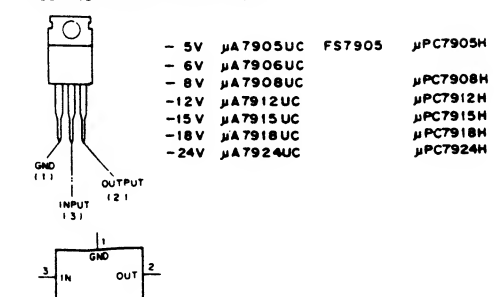 - 5V μA7905UC FS7905 μPC7905H
- 6V μA7906UC
- 8V μA7908UC μPC7908H
-12V μA7912UC μPC7912H
-15V μA7915UC μPC7915H
-18V μA7918UC μPC7918H
-24V μA7924UC μPC7924H
GND
(1)
OUTPUT
(2)
INPUT
(3)
1
GND
3 IN OUT 2